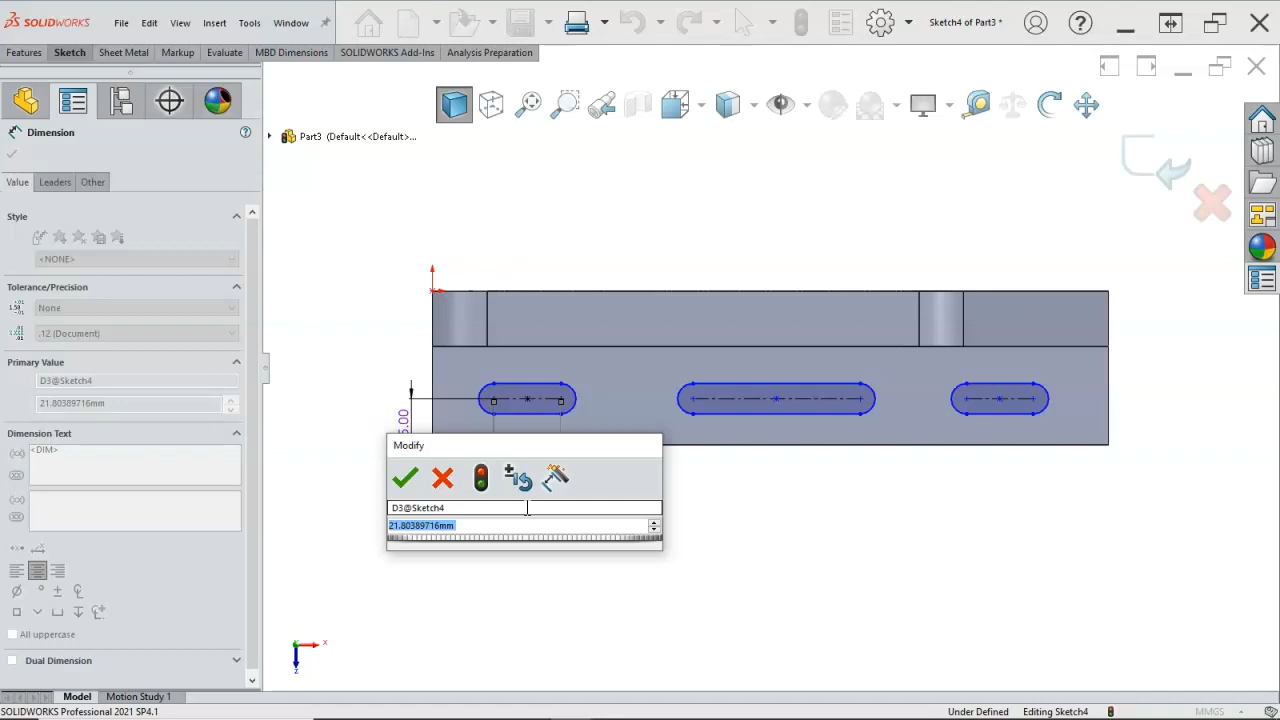 SOLIDWORKS File Edit View Insert Tools Window Sketch4 of Part3 *
Features Sketch Sheet Metal Markup Evaluate MBD Dimensions SOLIDWORKS Add-Ins Analysis Preparation
Dimension
Part3 (Default<<Default>...
Value Leaders Other
Style
<NONE>
Tolerance/Precision
None
.12 (Document)
Primary Value
D3@Sketch4
21.80389716mm
Dimension Text
<DIM>
All uppercase
Dual Dimension
5.00
Modify
D3@Sketch4
21.80389716mm
x
z
Model Motion Study 1
SOLIDWORKS Professional 2021 SP4.1 Under Defined Editing Sketch4 MMGS